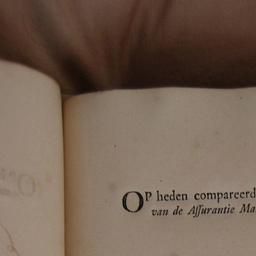 OP heden compareerd
van de Assurantie Ma